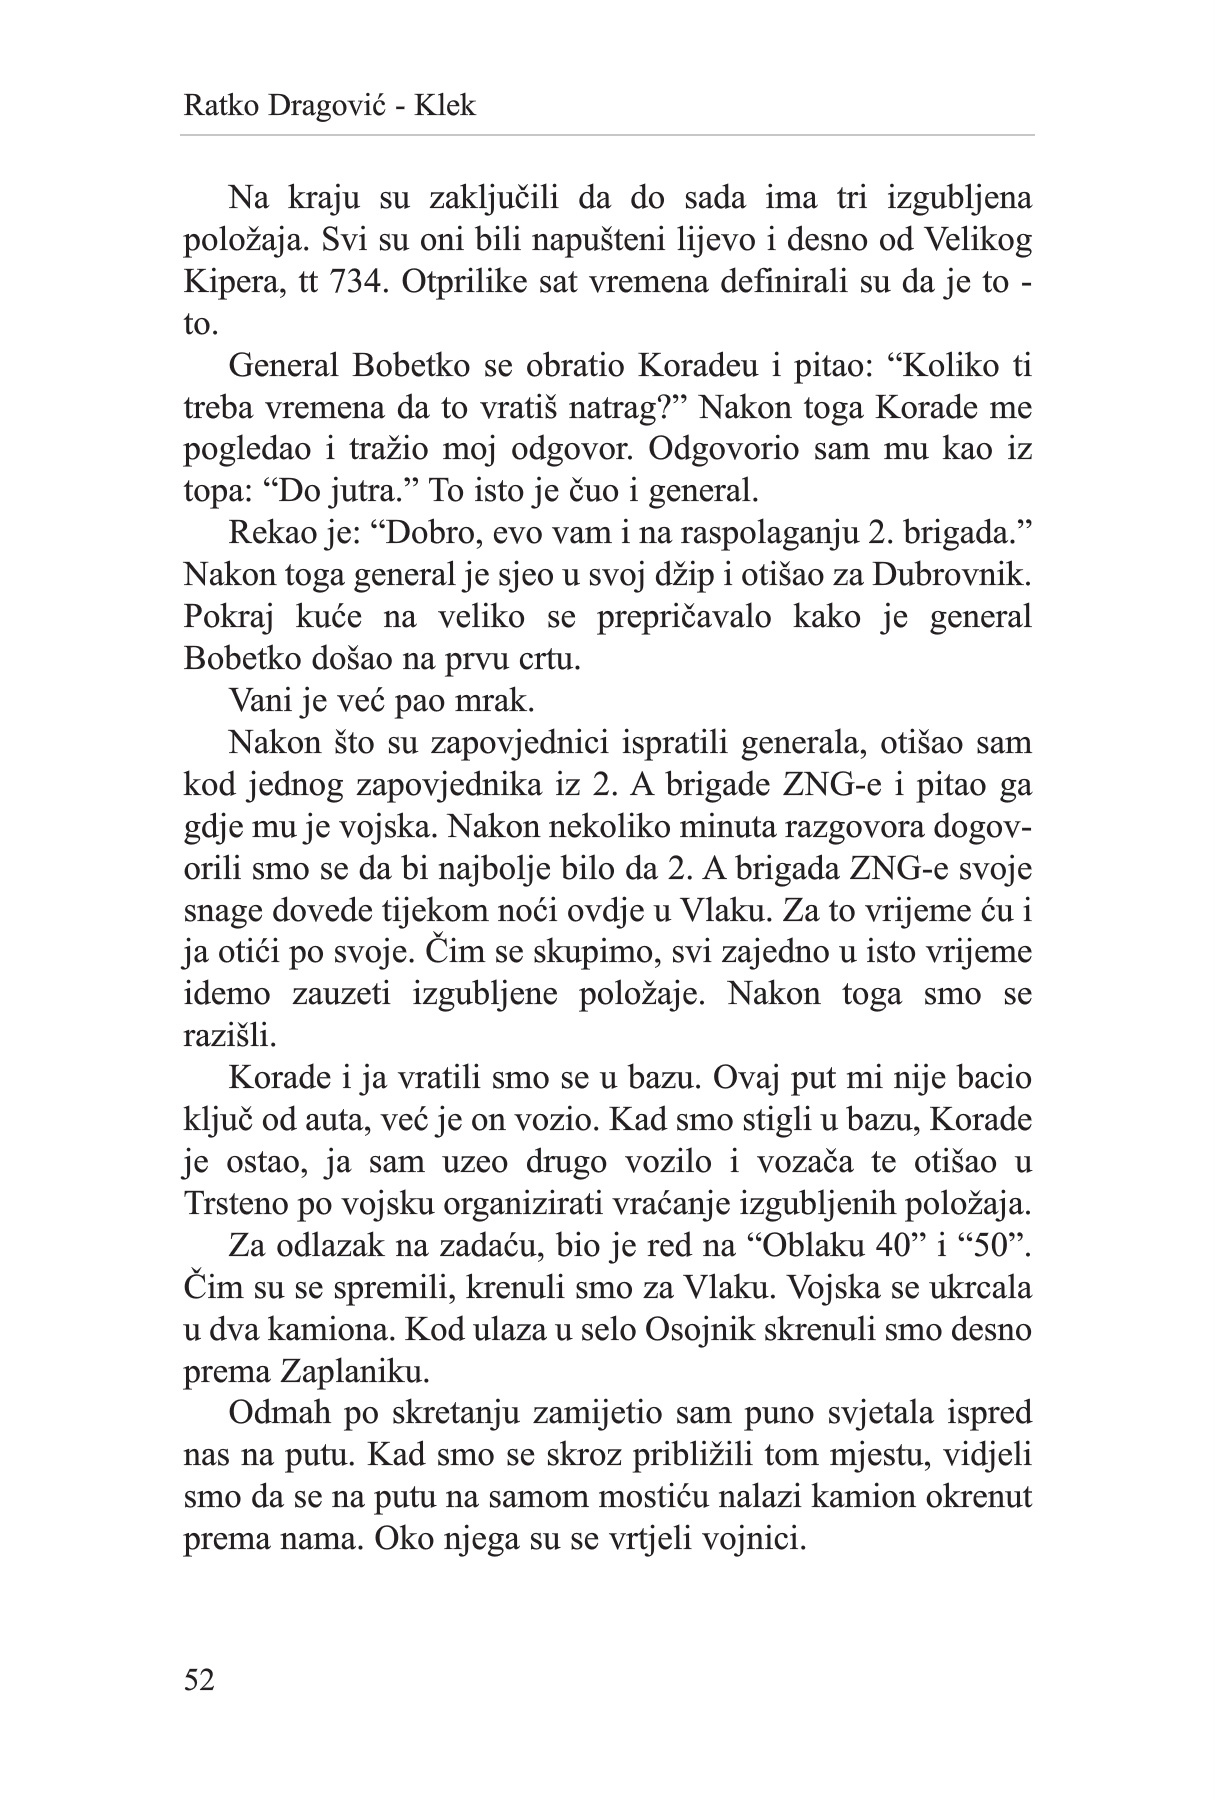 Ratko Dragović - Klek
Na kraju su zaključili da do sada ima tri izgubljena
položaja. Svi su oni bili napušteni lijevo i desno od Velikog
Kipera, tt 734. Otprilike sat vremena definirali su da je to -
to.
General Bobetko se obratio Koradeu i pitao: “Koliko ti
treba vremena da to vratiš natrag?” Nakon toga Korade me
pogledao i tražio moj odgovor. Odgovorio sam mu kao iz
topa: “Do jutra.” To isto je čuo i general.
Rekao je: “Dobro, evo vam i na raspolaganju 2. brigada.”
Nakon toga general je sjeo u svoj džip i otišao za Dubrovnik.
Pokraj kuće na veliko se prepričavalo kako je general
Bobetko došao na prvu crtu.
Vani je već pao mrak.
Nakon što su zapovjednici ispratili generala, otišao sam
kod jednog zapovjednika iz 2. A brigade ZNG-e i pitao ga
gdje mu je vojska. Nakon nekoliko minuta razgovora dogov-
orili smo se da bi najbolje bilo da 2. A brigada ZNG-e svoje
snage dovede tijekom noći ovdje u Vlaku. Za to vrijeme ću i
ja otići po svoje. Čim se skupimo, svi zajedno u isto vrijeme
idemo zauzeti izgubljene položaje. Nakon toga smo se
razišli.
Korade i ja vratili smo se u bazu. Ovaj put mi nije bacio
ključ od auta, već je on vozio. Kad smo stigli u bazu, Korade
je ostao, ja sam uzeo drugo vozilo i vozača te otišao u
Trsteno po vojsku organizirati vraćanje izgubljenih položaja.
Za odlazak na zadaću, bio je red na “Oblaku 40” i “50”.
Čim su se spremili, krenuli smo za Vlaku. Vojska se ukrcala
u dva kamiona. Kod ulaza u selo Osojnik skrenuli smo desno
prema Zaplaniku.
Odmah po skretanju zamijetio sam puno svjetala ispred
nas na putu. Kad smo se skroz približili tom mjestu, vidjeli
smo da se na putu na samom mostiću nalazi kamion okrenut
prema nama. Oko njega su se vrtjeli vojnici.
52